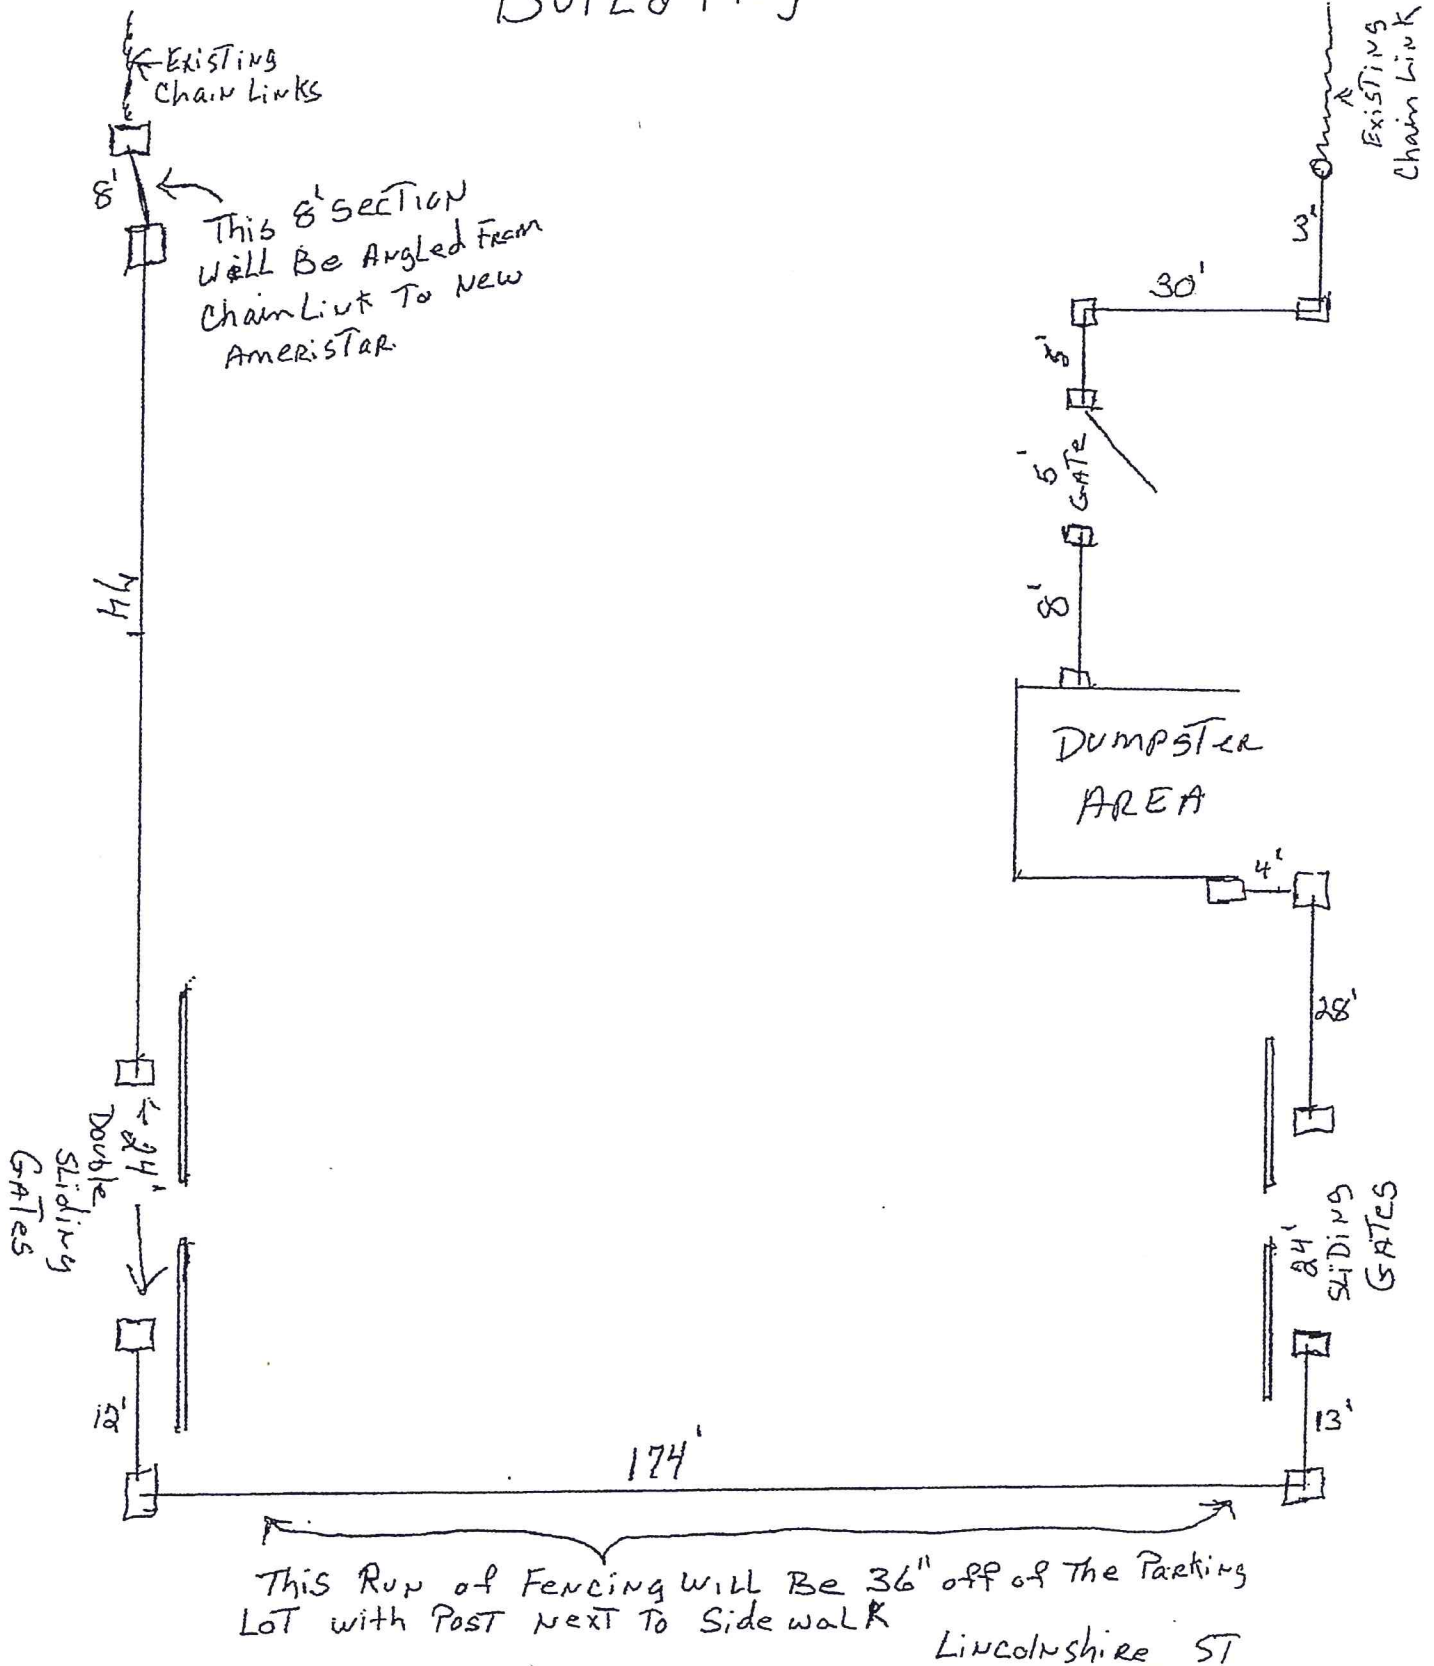 Building
Existing
Chain Links
8'
This 8' Section
Will Be Angled From
Chain Link To New
Ameristar
Existing
Chain Link
3'
30'
5'
5'
GATE
8'
DUMPSTER
AREA
4'
28'
24'
Double
Sliding
GATES
24'
SLIDING
GATES
12'
13'
174'
This Run of Fencing Will Be 36" off of The Parking
Lot with Post Next To Sidewalk
Lincolnshire ST